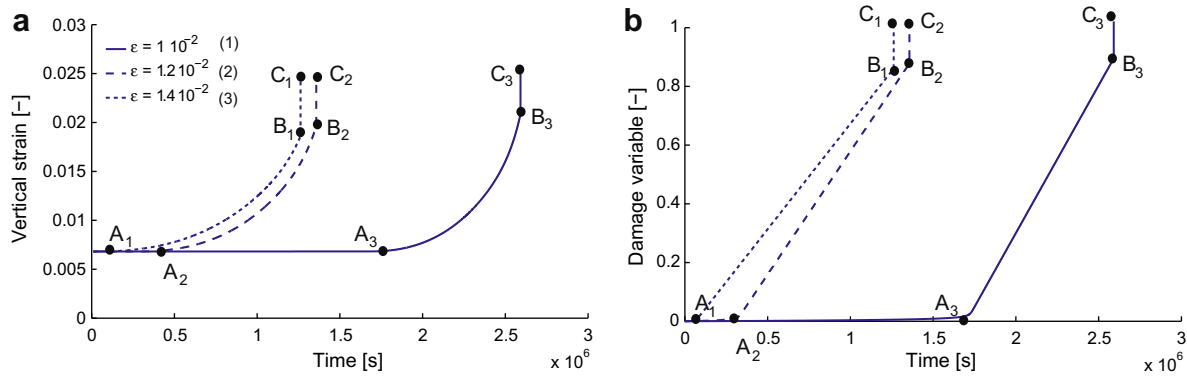 a
0.03
0.025
0.02
0.015
0.01
0.005
0
Vertical strain [−]
ε = 1 10⁻² (1)
ε = 1.2 10⁻² (2)
ε = 1.4 10⁻² (3)
C₁
C₂
C₃
B₁
B₂
B₃
A₁
A₂
A₃
0 0.5 1 1.5 2 2.5 3
Time [s]
x 10⁶
b
1
0.8
0.6
0.4
0.2
0
Damage variable [−]
C₁
C₂
C₃
B₁
B₂
B₃
A₁
A₂
A₃
0 0.5 1 1.5 2 2.5 3
Time [s]
x 10⁶